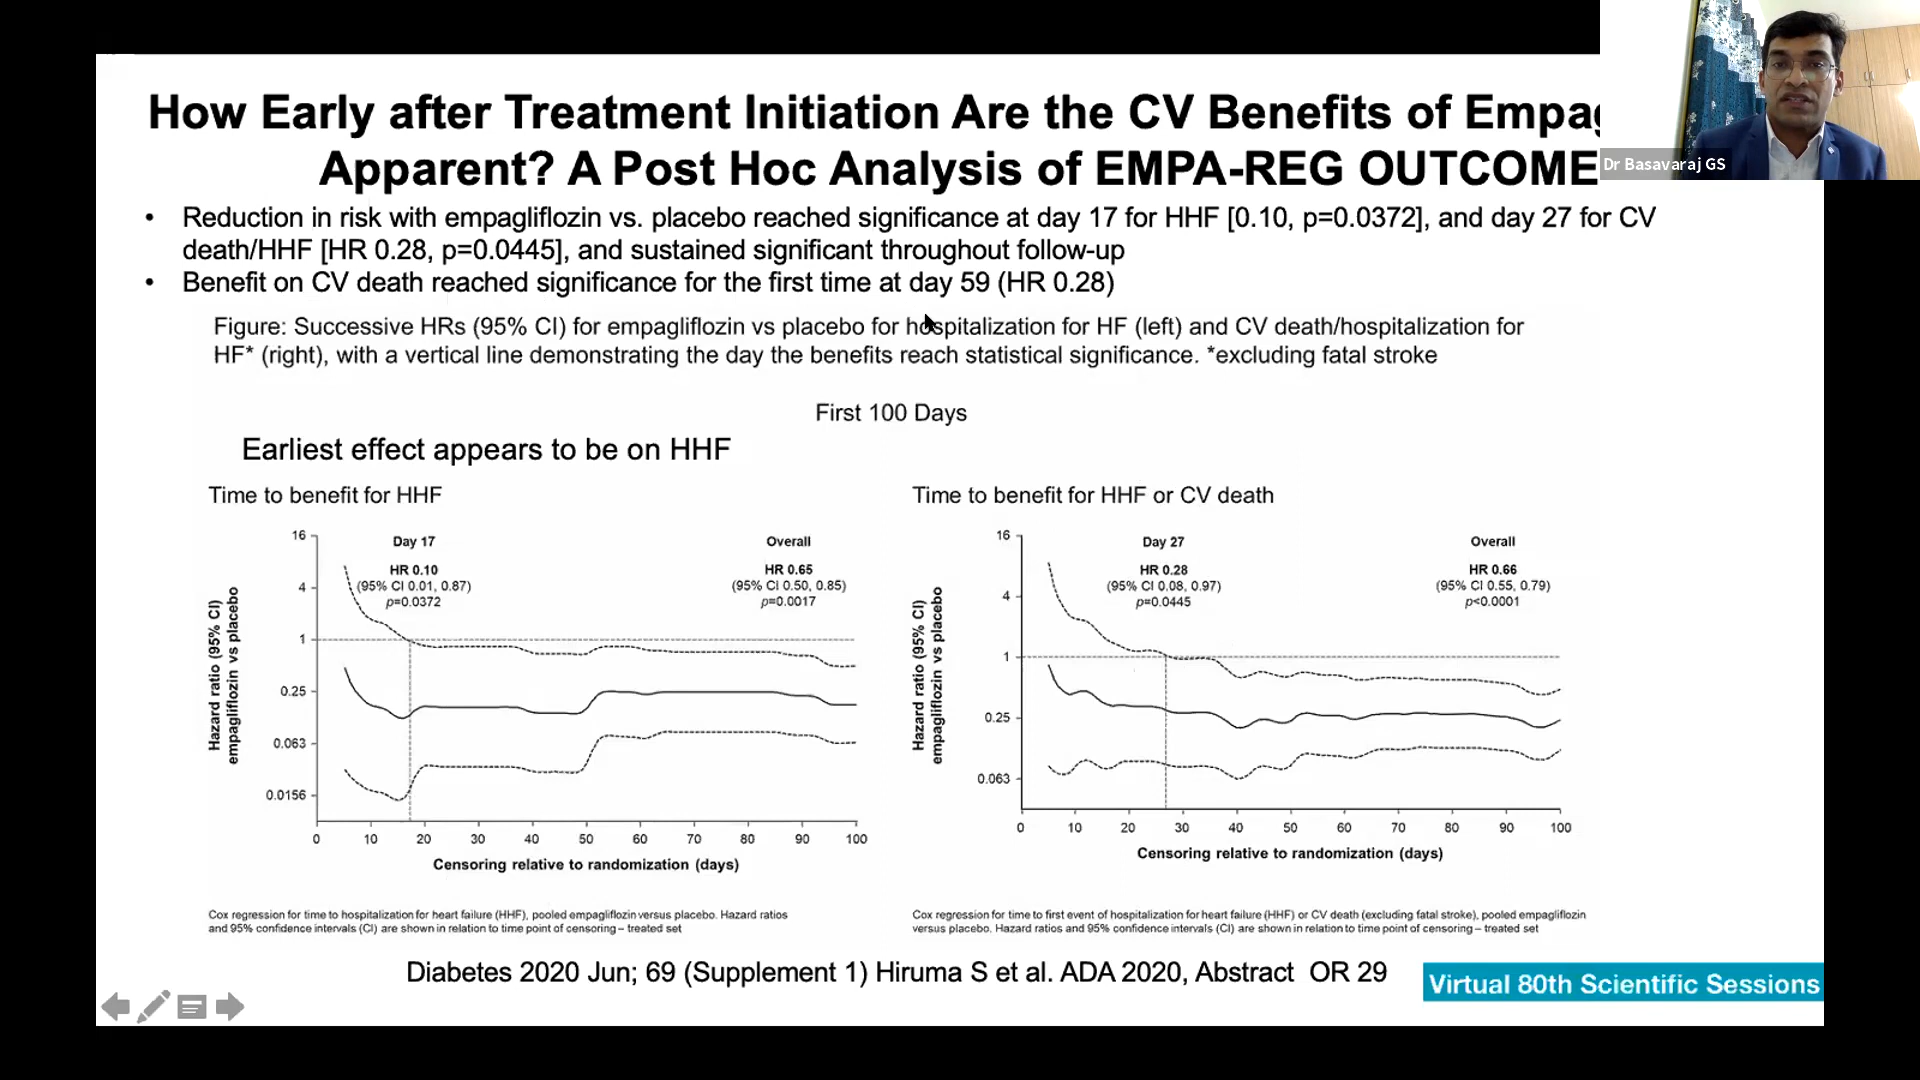 How Early after Treatment Initiation Are the CV Benefits of
Apparent? A Post Hoc Analysis of EMPA-REG OUTCOME
Dr Basavaraj GS
• Reduction in risk with empagliflozin vs. placebo reached significance at day 17 for HHF [0.10, p=0.0372], and day 27 for CV
death/HHF [HR 0.28, p=0.0445], and sustained significant throughout follow-up
• Benefit on CV death reached significance for the first time at day 59 (HR 0.28)
Figure: Successive HRs (95% CI) for empagliflozin vs placebo for hospitalization for HF (left) and CV death/hospitalization for
HF* (right), with a vertical line demonstrating the day the benefits reach statistical significance. *excluding fatal stroke
First 100 Days
Earliest effect appears to be on HHF
Time to benefit for HHF
Hazard ratio (95% CI)
empagliflozin vs placebo
16
4
1
0.25
0.063
0.0156
Day 17
HR 0.10
(95% CI 0.01, 0.87)
p=0.0372
Overall
HR 0.65
(95% CI 0.50, 0.85)
p=0.0017
0 10 20 30 40 50 60 70 80 90 100
Censoring relative to randomization (days)
Cox regression for time to hospitalization for heart failure (HHF), pooled empagliflozin versus placebo. Hazard ratios
and 95% confidence intervals (CI) are shown in relation to time point of censoring – treated set
Time to benefit for HHF or CV death
Hazard ratio (95% CI)
empagliflozin vs placebo
16
4
1
0.25
0.063
Day 27
HR 0.28
(95% CI 0.08, 0.97)
p=0.0445
Overall
HR 0.66
(95% CI 0.55, 0.79)
p<0.0001
0 10 20 30 40 50 60 70 80 90 100
Censoring relative to randomization (days)
Cox regression for time to first event of hospitalization for heart failure (HHF) or CV death (excluding fatal stroke), pooled empagliflozin
versus placebo. Hazard ratios and 95% confidence intervals (CI) are shown in relation to time point of censoring – treated set
Diabetes 2020 Jun; 69 (Supplement 1) Hiruma S et al. ADA 2020, Abstract OR 29
Virtual 80th Scientific Sessions